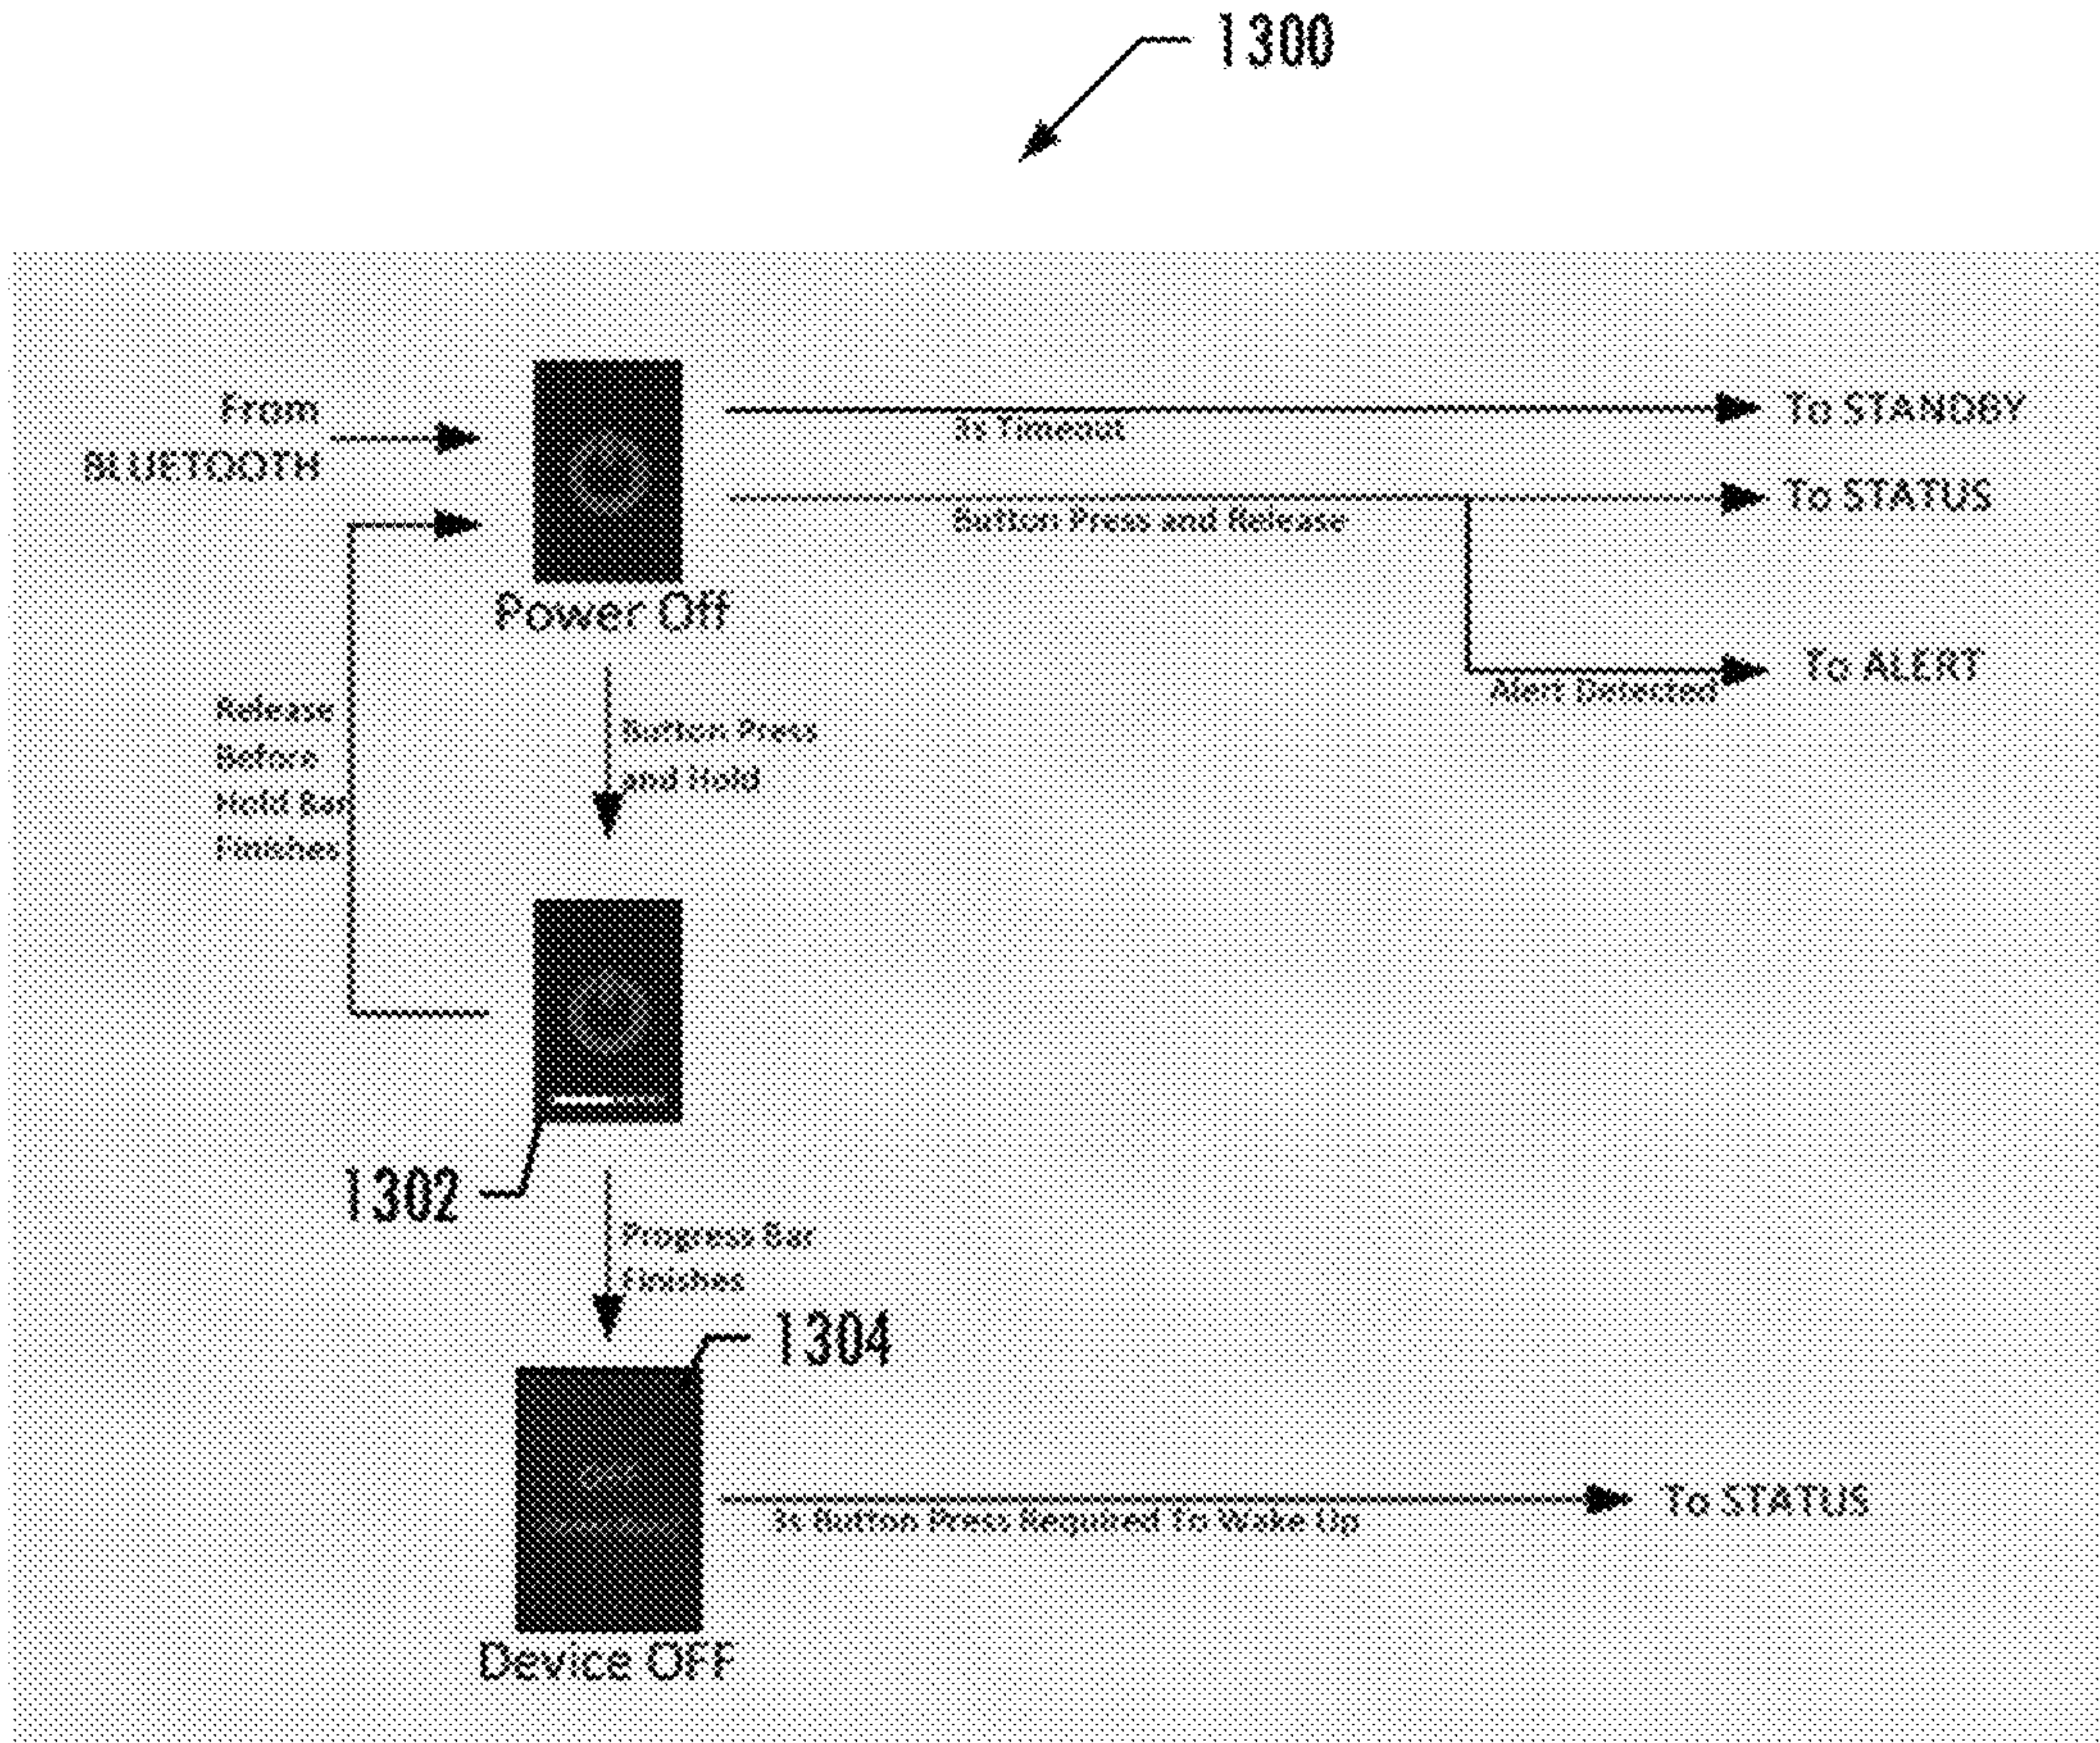 1300
From
BLUETOOTH
To STANDBY
3s Timeout
To STATUS
Button Press and Release
Power Off
To ALERT
Alert Detected
Release
Before
Hold Bar
Finishes
Button Press
and Hold
1302
Progress Bar
Finishes
1304
To STATUS
3s Button Press Required To Wake Up
Device OFF